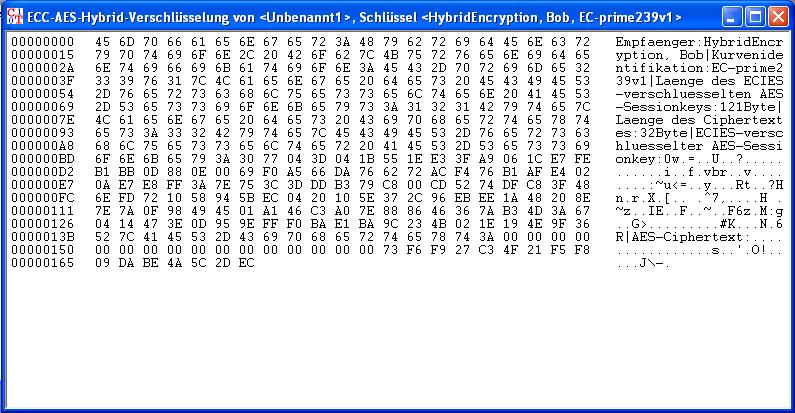 ECC-AES-Hybrid-Verschlüsselung von <Unbenannt1>, Schlüssel <HybridEncryption, Bob, EC-prime239v1>
00000000 45 6D 70 66 61 65 6E 67 65 72 3A 48 79 62 72 69 64 45 6E 63 72 Empfaenger:HybridEncr
00000015 79 70 74 69 6F 6E 2C 20 42 6F 62 7C 4B 75 72 76 65 6E 69 64 65 yption, Bob|Kurvenide
0000002A 6E 74 69 66 69 6B 61 74 69 6F 6E 3A 45 43 2D 70 72 69 6D 65 32 ntifikation:EC-prime2
0000003F 33 39 76 31 7C 4C 61 65 6E 67 65 20 64 65 73 20 45 43 49 45 53 39v1|Laenge des ECIES
00000054 2D 76 65 72 73 63 68 6C 75 65 73 73 65 6C 74 65 6E 20 41 45 53 -verschluesselten AES
00000069 2D 53 65 73 73 69 6F 6E 6B 65 79 73 3A 31 32 31 42 79 74 65 7C -Sessionkeys:121Byte|
0000007E 4C 61 65 6E 67 65 20 64 65 73 20 43 69 70 68 65 72 74 65 78 74 Laenge des Ciphertext
00000093 65 73 3A 33 32 42 79 74 65 7C 45 43 49 45 53 2D 76 65 72 73 63 es:32Byte|ECIES-versc
000000A8 68 6C 75 65 73 73 65 6C 74 65 72 20 41 45 53 2D 53 65 73 73 69 hluesselter AES-Sessi
000000BD 6F 6E 6B 65 79 3A 30 77 04 3D 04 1B 55 1E E3 3F A9 06 1C E7 FE onkey:0w.=..U..?.....
000000D2 B1 BB 0D 88 0E 00 69 F0 A5 66 DA 76 62 72 AC F4 76 B1 AF E4 02 ......i..f.vbr..v....
000000E7 0A E7 E8 FF 3A 7E 75 3C 3D DD B3 79 C8 00 CD 52 74 DF C8 3F 48 ....:~u<=..y...Rt..?H
000000FC 6E FD 72 10 58 94 5B EC 04 20 10 5E 37 2C 96 EB EE 1A 48 20 8E n.r.X.[.. .^7,....H .
00000111 7E 7A 0F 98 49 45 01 A1 46 C3 A0 7E 88 86 46 36 7A B3 4D 3A 67 ~z..IE..F..~..F6z.M:g
00000126 04 14 47 3E 0D 95 9E FF F0 BA E1 BA 9C 23 4B 02 1E 19 4E 9F 36 ..G>.........#K...N.6
0000013B 52 7C 41 45 53 2D 43 69 70 68 65 72 74 65 78 74 3A 00 00 00 00 R|AES-Ciphertext:....
00000150 00 00 00 00 00 00 00 00 00 00 00 00 00 73 F6 F9 27 C3 4F 21 F5 F8 .............s..'.O!..
00000165 09 DA BE 4A 5C 2D EC ...J\-.